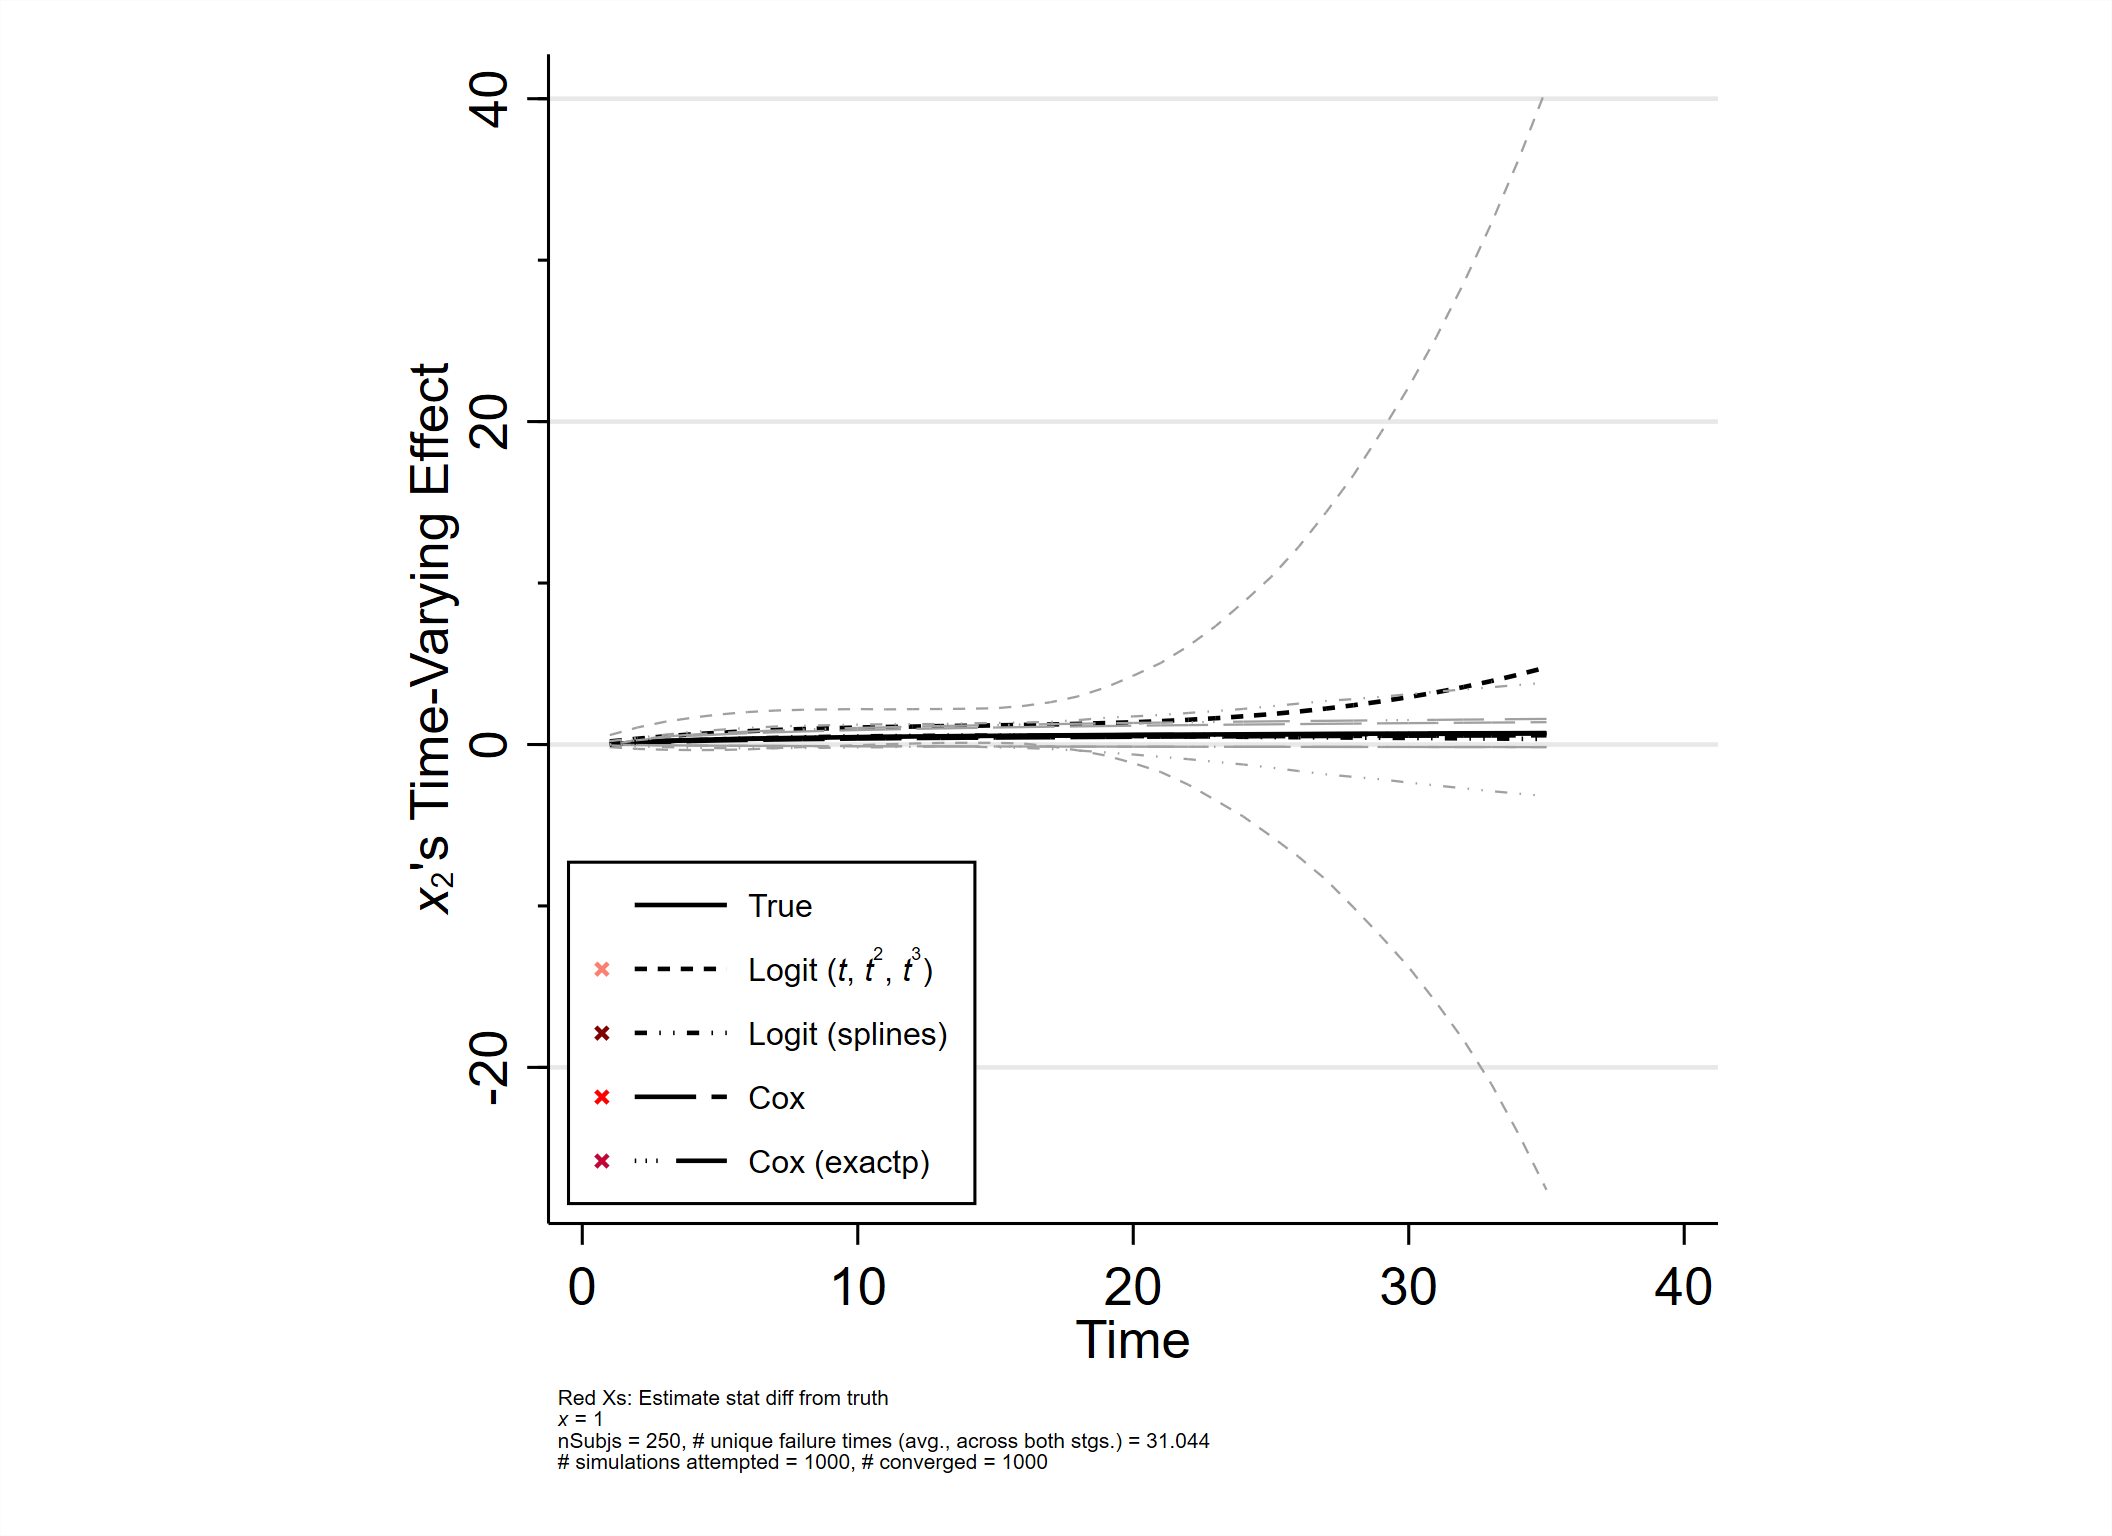 40
20
0
-20
x₂'s Time-Varying Effect
True
Logit (t, t², t³)
Logit (splines)
Cox
Cox (exactp)
0 10 20 30 40
Time
Red Xs: Estimate stat diff from truth
x = 1
nSubjs = 250, # unique failure times (avg., across both stgs.) = 31.044
# simulations attempted = 1000, # converged = 1000